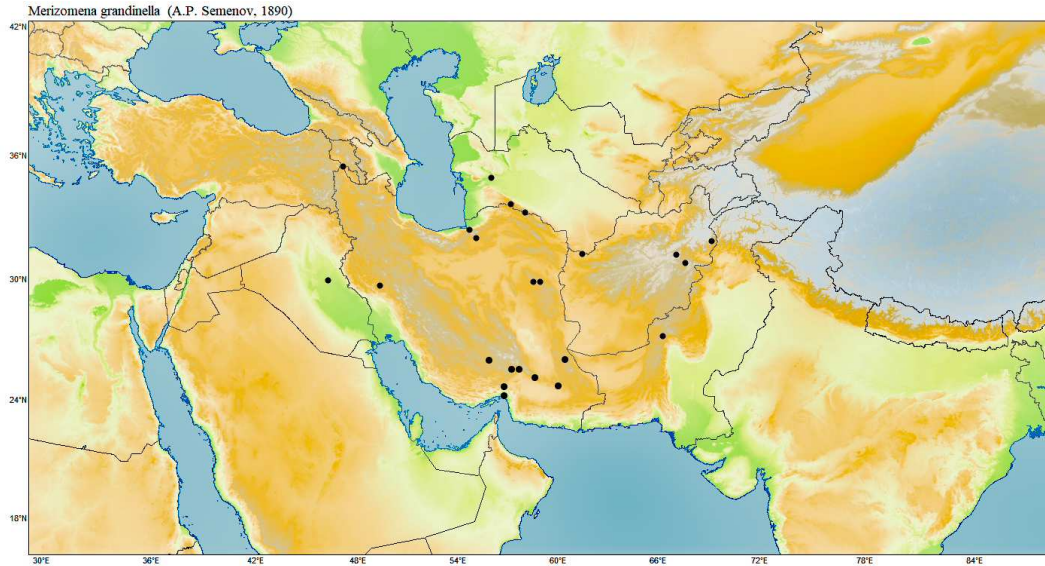 Merizomena grandinella (A.P. Semenov, 1890)
42°N
36°N
30°N
24°N
18°N
30°E 36°E 42°E 48°E 54°E 60°E 66°E 72°E 78°E 84°E